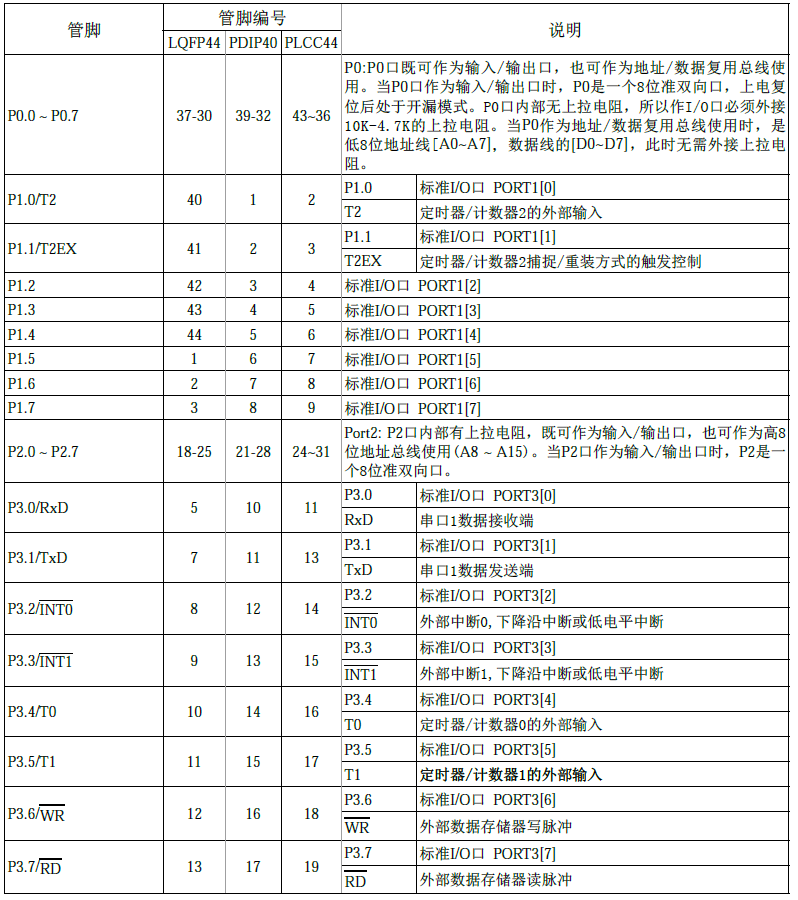 管脚 管脚编号 说明
LQFP44 PDIP40 PLCC44
P0.0 ~ P0.7 37-30 39-32 43~36
P0:P0口既可作为输入/输出口，也可作为地址/数据复用总线使
用。当P0口作为输入/输出口时，P0是一个8位准双向口，上电复
位后处于开漏模式。P0口内部无上拉电阻，所以作I/O口必须外接
10K-4.7K的上拉电阻。当P0作为地址/数据复用总线使用时，是
低8位地址线[A0~A7]，数据线的[D0~D7]，此时无需外接上拉电
阻。
P1.0/T2 40 1 2
P1.0 标准I/O口 PORT1[0]
T2 定时器/计数器2的外部输入
P1.1/T2EX 41 2 3
P1.1 标准I/O口 PORT1[1]
T2EX 定时器/计数器2捕捉/重装方式的触发控制
P1.2 42 3 4 标准I/O口 PORT1[2]
P1.3 43 4 5 标准I/O口 PORT1[3]
P1.4 44 5 6 标准I/O口 PORT1[4]
P1.5 1 6 7 标准I/O口 PORT1[5]
P1.6 2 7 8 标准I/O口 PORT1[6]
P1.7 3 8 9 标准I/O口 PORT1[7]
P2.0 ~ P2.7 18-25 21-28 24~31
Port2: P2口内部有上拉电阻，既可作为输入/输出口，也可作为高8
位地址总线使用(A8 ~ A15)。当P2口作为输入/输出口时，P2是一
个8位准双向口。
P3.0/RxD 5 10 11
P3.0 标准I/O口 PORT3[0]
RxD 串口1数据接收端
P3.1/TxD 7 11 13
P3.1 标准I/O口 PORT3[1]
TxD 串口1数据发送端
P3.2/INT0 8 12 14
P3.2 标准I/O口 PORT3[2]
INT0 外部中断0,下降沿中断或低电平中断
P3.3/INT1 9 13 15
P3.3 标准I/O口 PORT3[3]
INT1 外部中断1,下降沿中断或低电平中断
P3.4/T0 10 14 16
P3.4 标准I/O口 PORT3[4]
T0 定时器/计数器0的外部输入
P3.5/T1 11 15 17
P3.5 标准I/O口 PORT3[5]
T1 定时器/计数器1的外部输入
P3.6/WR 12 16 18
P3.6 标准I/O口 PORT3[6]
WR 外部数据存储器写脉冲
P3.7/RD 13 17 19
P3.7 标准I/O口 PORT3[7]
RD 外部数据存储器读脉冲